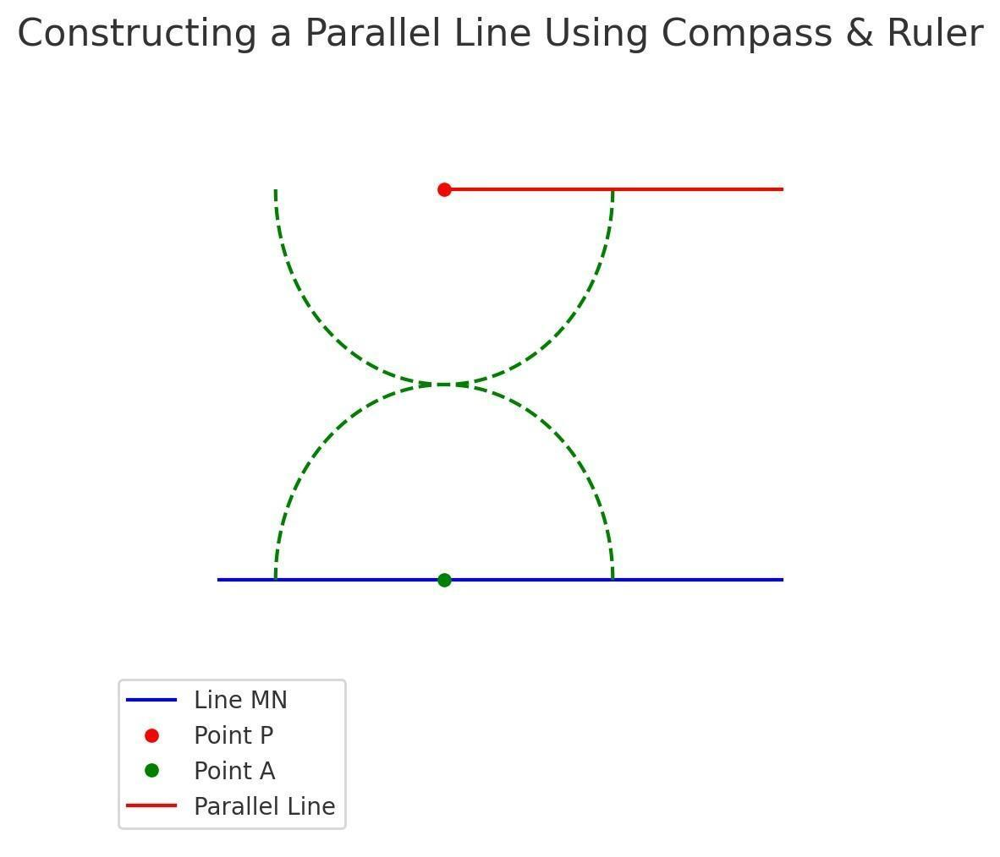 Constructing a Parallel Line Using Compass & Ruler
Line MN
Point P
Point A
Parallel Line